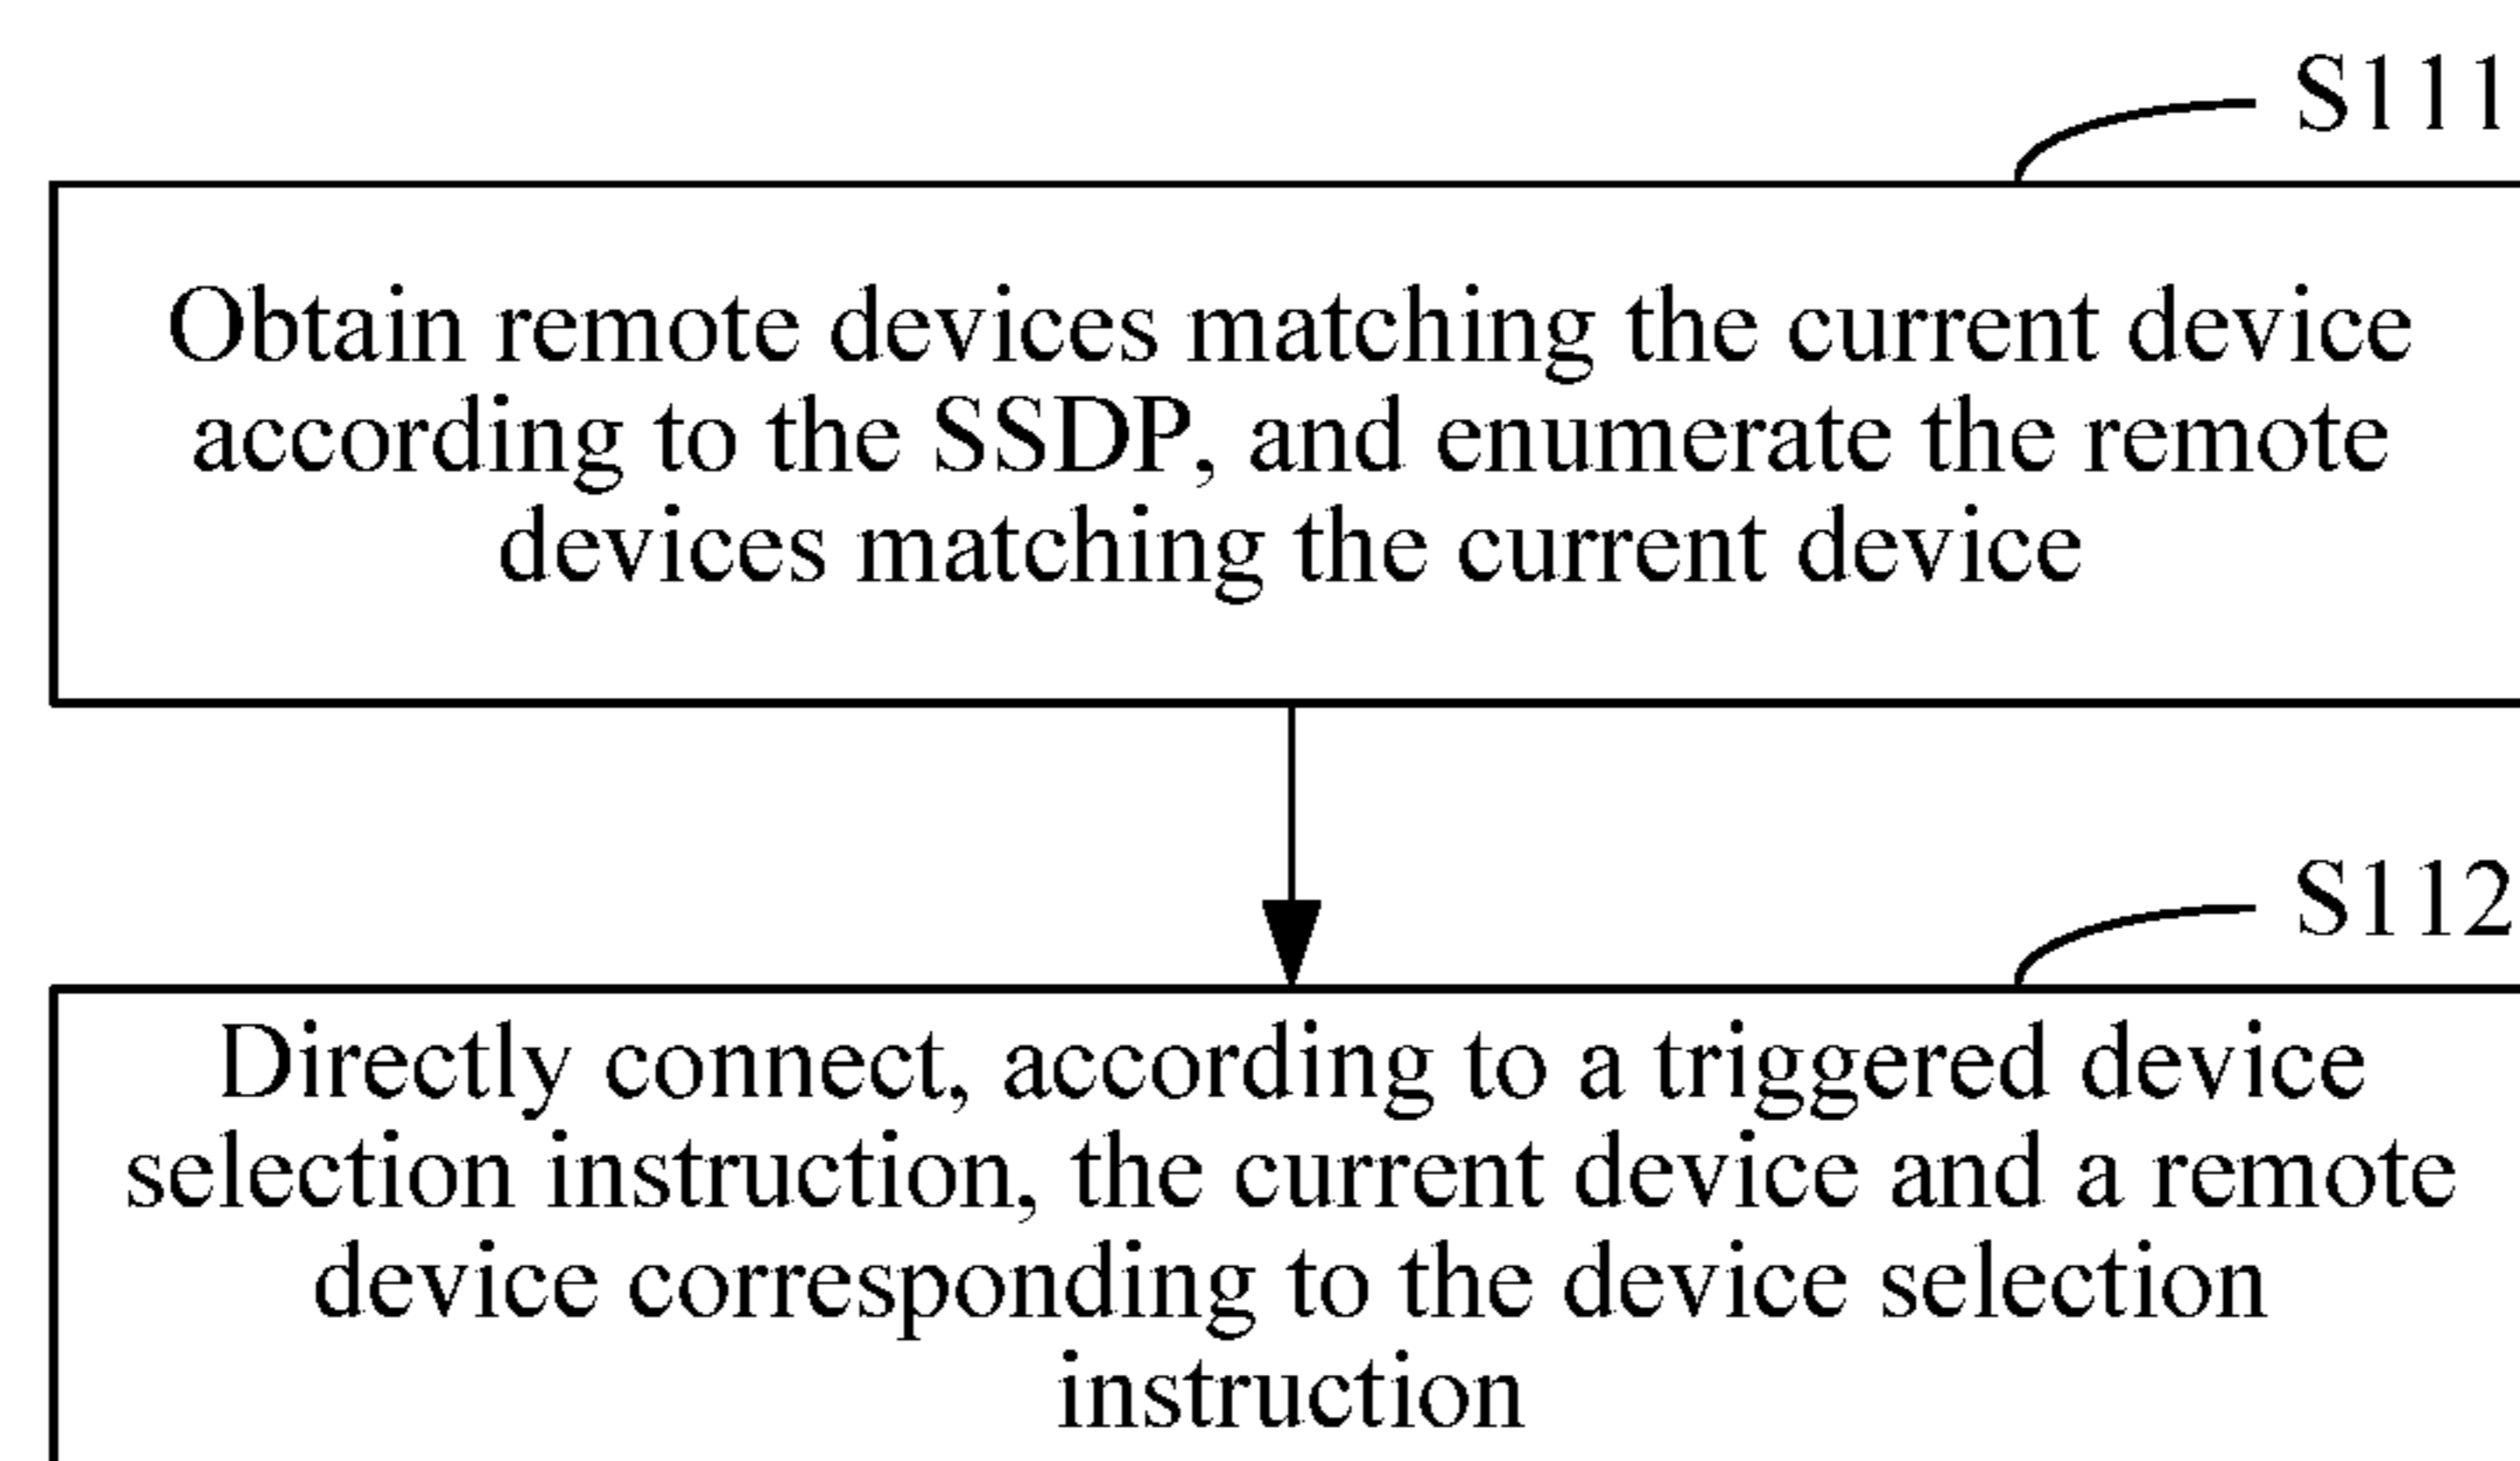 S111
Obtain remote devices matching the current device
according to the SSDP, and enumerate the remote
devices matching the current device
S112
Directly connect, according to a triggered device
selection instruction, the current device and a remote
device corresponding to the device selection
instruction